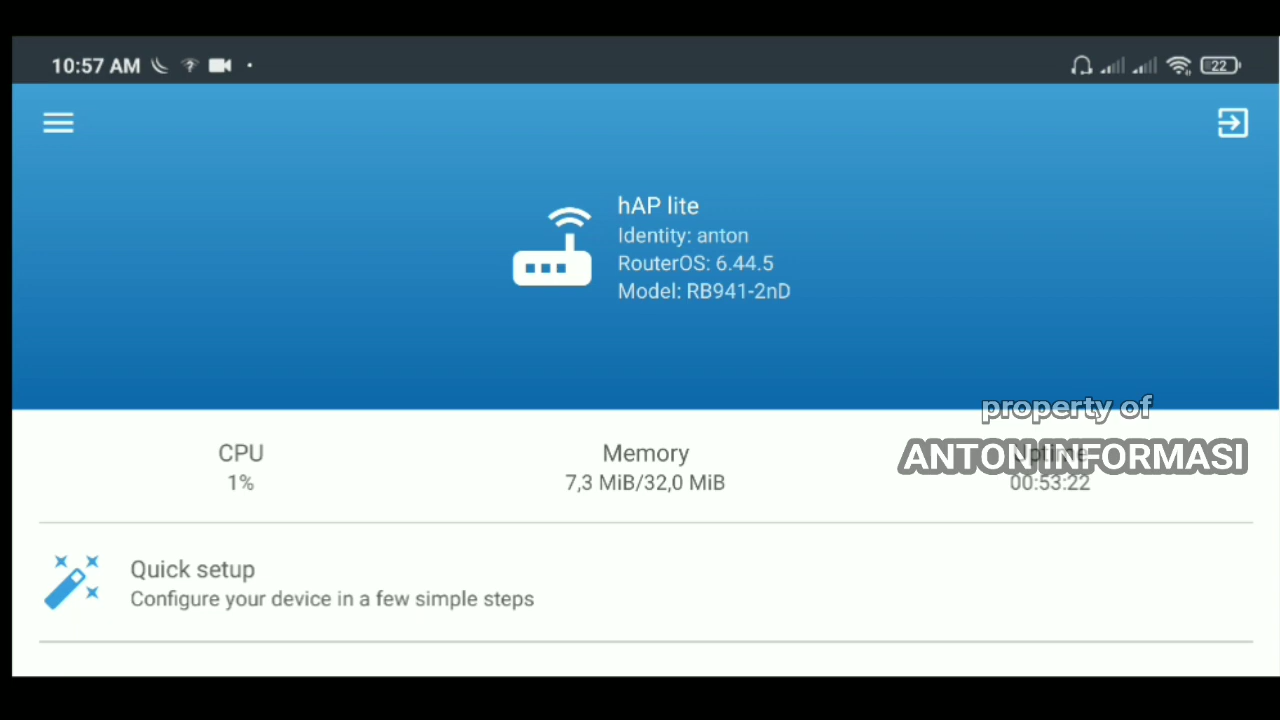 10:57 AM
22
hAP lite
Identity: anton
RouterOS: 6.44.5
Model: RB941-2nD
property of
ANTON INFORMASI
CPU
1%
Memory
7,3 MiB/32,0 MiB
Uptime
00:53:22
Quick setup
Configure your device in a few simple steps